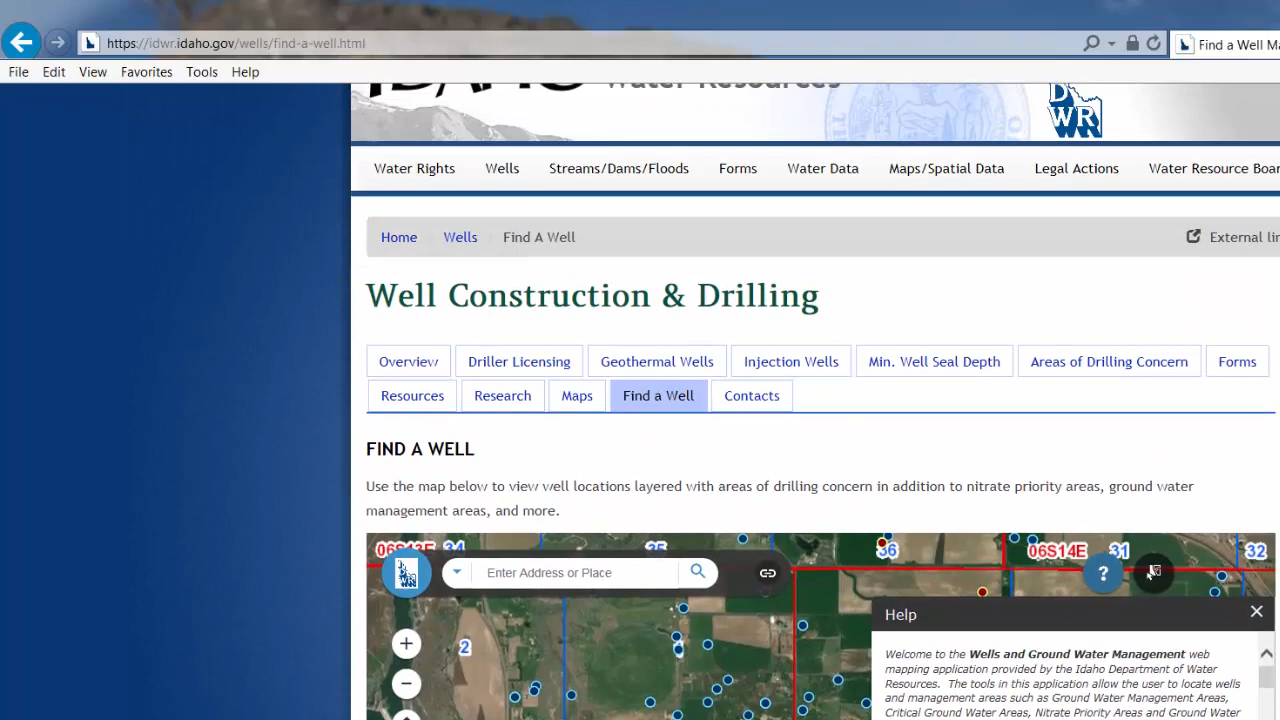 https://idwr.idaho.gov/wells/find-a-well.html
Find a Well Ma
File Edit View Favorites Tools Help
IDAHO Water Resources
DWR
Water Rights Wells Streams/Dams/Floods Forms Water Data Maps/Spatial Data Legal Actions Water Resource Boar
Home Wells Find A Well External lin
Well Construction & Drilling
Overview Driller Licensing Geothermal Wells Injection Wells Min. Well Seal Depth Areas of Drilling Concern Forms
Resources Research Maps Find a Well Contacts
FIND A WELL
Use the map below to view well locations layered with areas of drilling concern in addition to nitrate priority areas, ground water
management areas, and more.
06S13E 34 35 36 06S14E 31 32
Enter Address or Place ?
Help
+ 2
Welcome to the Wells and Ground Water Management web
mapping application provided by the Idaho Department of Water
Resources. The tools in this application allow the user to locate wells
and management areas such as Ground Water Management Areas,
Critical Ground Water Areas, Nitrate Priority Areas and Ground Water